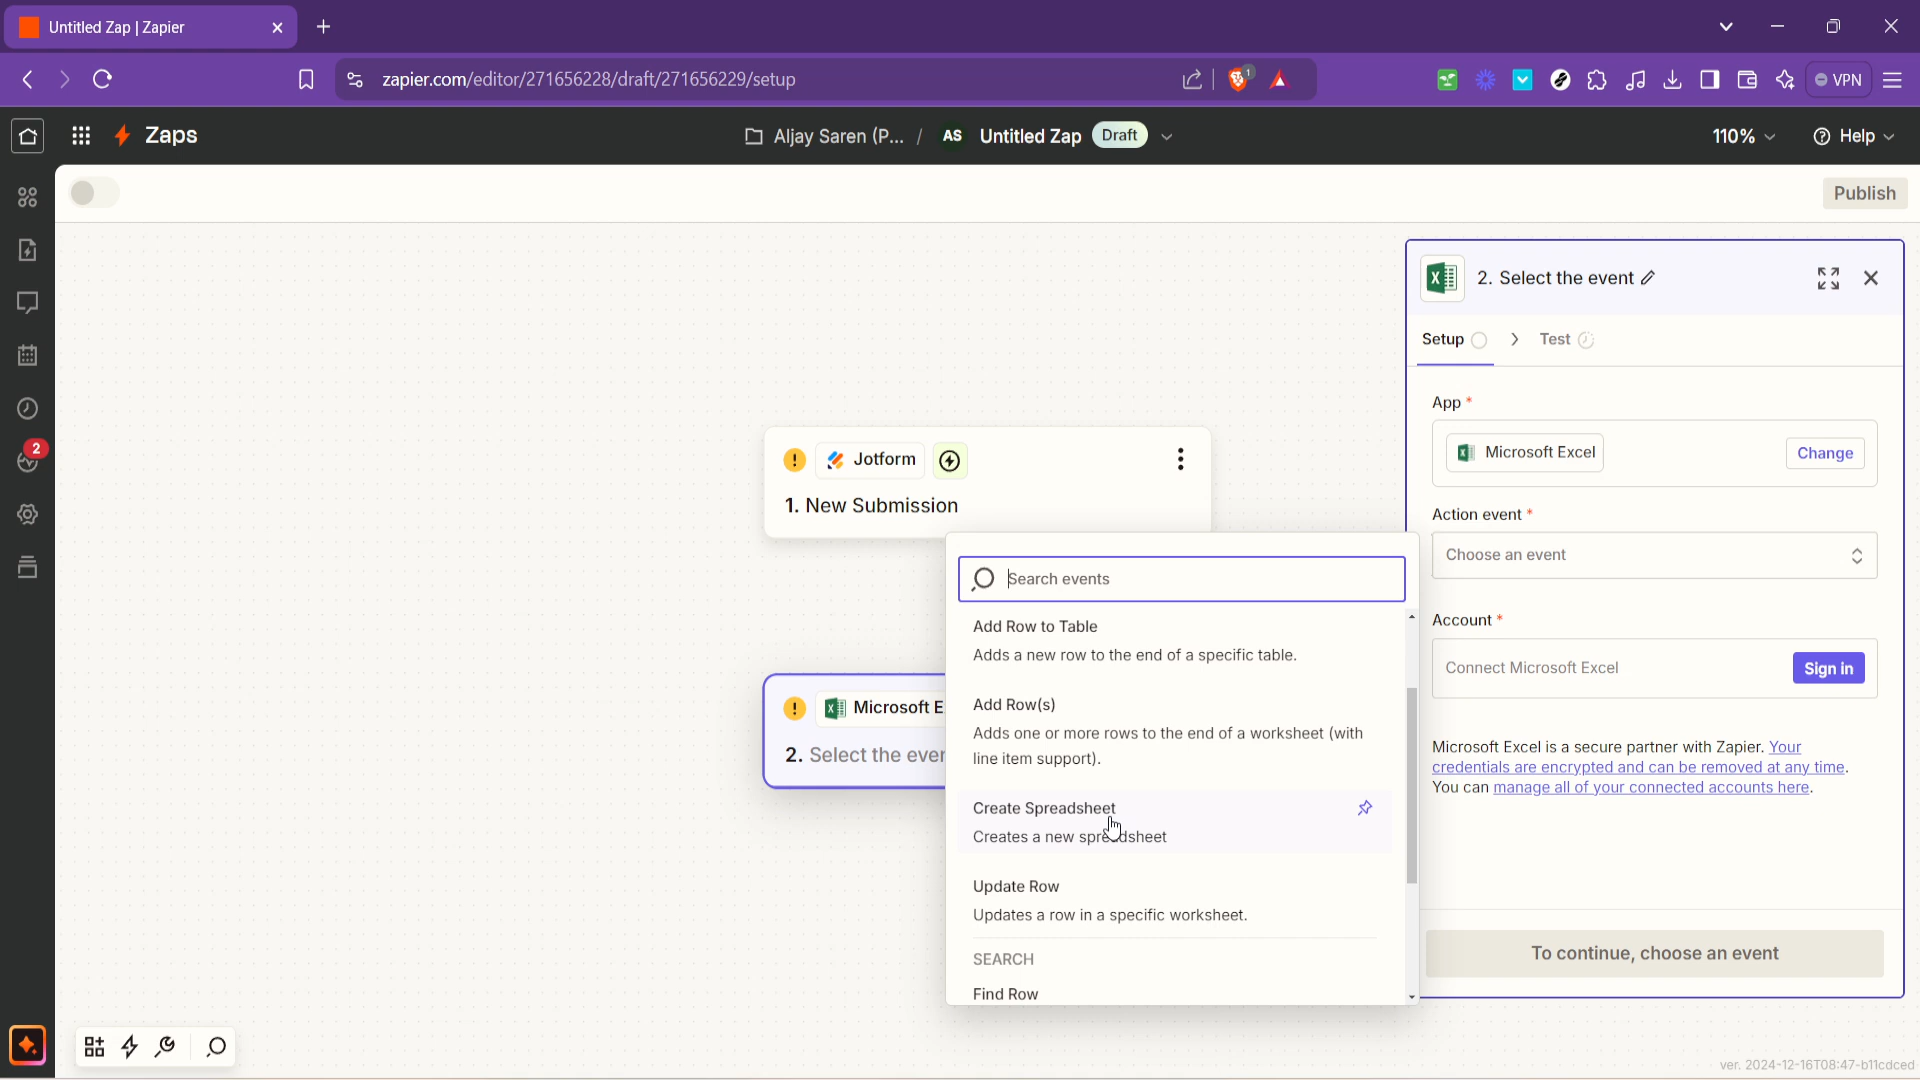 Untitled Zap | Zapier
zapier.com/editor/271656228/draft/271656229/setup
1
VPN
Zaps
Aljay Saren (P... / AS Untitled Zap Draft
110%
Help
Publish
2
Jotform
1. New Submission
Microsoft E
2. Select the even
Search events
Add Row to Table
Adds a new row to the end of a specific table.
Add Row(s)
Adds one or more rows to the end of a worksheet (with
line item support).
Create Spreadsheet
Creates a new spreadsheet
Update Row
Updates a row in a specific worksheet.
SEARCH
Find Row
2. Select the event
Setup
Test
App *
Microsoft Excel
Change
Action event *
Choose an event
Account *
Connect Microsoft Excel
Sign in
Microsoft Excel is a secure partner with Zapier. Your
credentials are encrypted and can be removed at any time.
You can manage all of your connected accounts here.
To continue, choose an event
ver. 2024-12-16T08:47-b11cdced